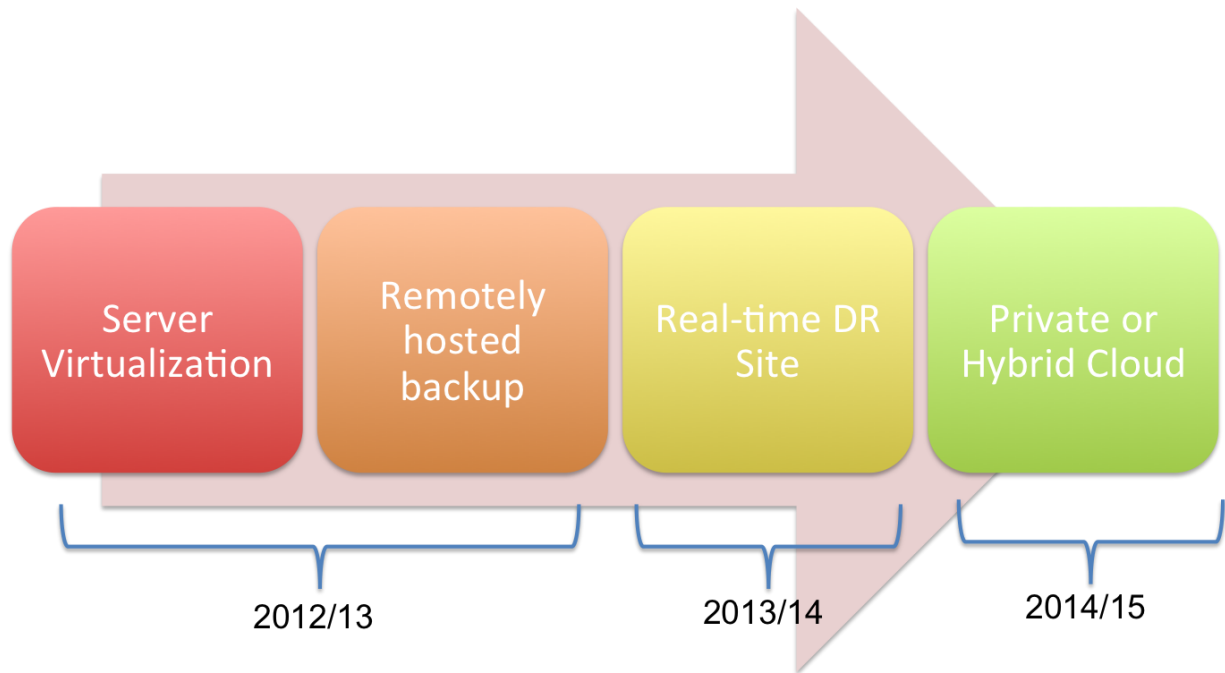 Server
Virtualization
Remotely
hosted
backup
Real-time DR
Site
Private or
Hybrid Cloud
2012/13
2013/14
2014/15